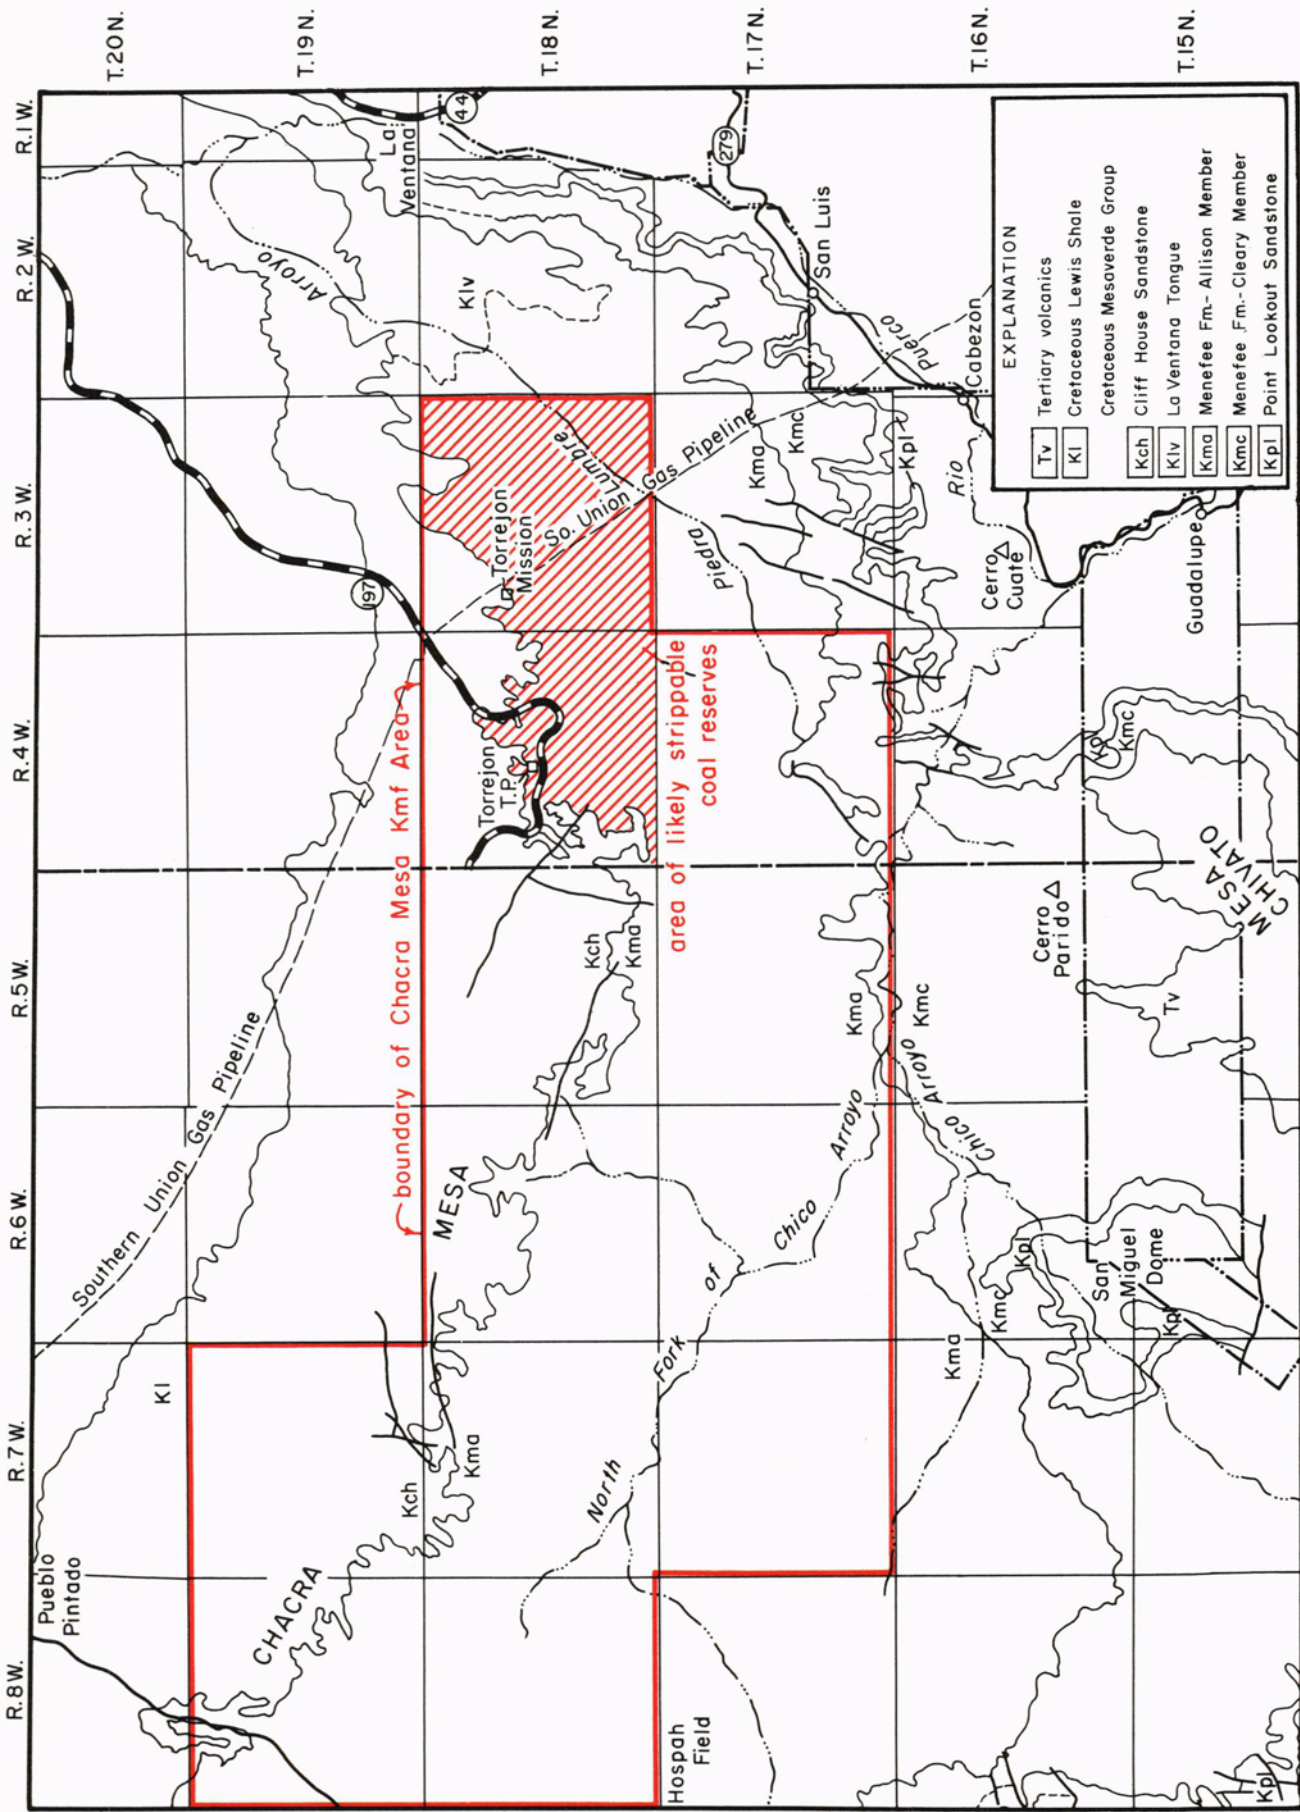 T.20N.
T.19N.
T.18N.
T.17N.
T.16N.
T.15N.
R.1W.
R.2W.
R.3W.
R.4W.
R.5W.
R.6W.
R.7W.
R.8W.
La
Ventana
44
279
San Luis
Arroyo
Klv
Puerco
Cabezon
Rio
197
Torrejon
Mission
Lumbre
So. Union Gas Pipeline
Kma
Kmc
Kpl
Piedra
Cerro
Cuate
Guadalupe
Torrejon
T.P.
area of likely strippable
coal reserves
boundary of Chacra Mesa Kmf Area
Kpl
Kmc
MESA
CHIVATO
Cerro
Parido
Tv
Kch
Kma
Kma
Kmc
Southern Union Gas Pipeline
MESA
Arroyo
Chico
Arroyo
Chico
of
Fork
North
Kpl
Kmc
San
Miguel
Dome
Kpl
Kma
Kl
Kch
Kma
Pueblo
Pintado
CHACRA
Hospah
Field
Kpl
EXPLANATION
Tv Tertiary volcanics
Kl Cretaceous Lewis Shale
Cretaceous Mesaverde Group
Kch Cliff House Sandstone
Klv La Ventana Tongue
Kma Menefee Fm.-Allison Member
Kmc Menefee Fm.-Cleary Member
Kpl Point Lookout Sandstone